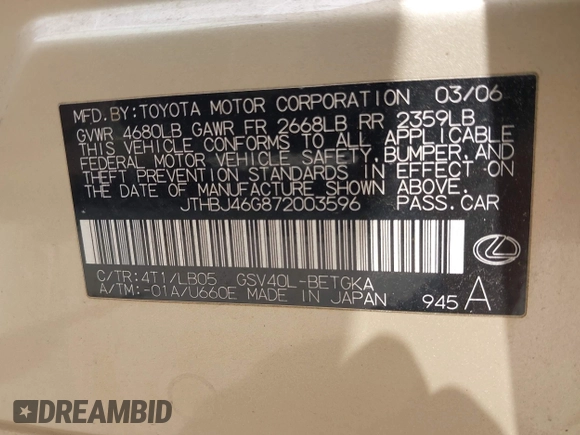 MFD.BY:TOYOTA MOTOR CORPORATION 03/06
GVWR 4680LB GAWR FR 2668LB RR 2359LB
THIS VEHICLE CONFORMS TO ALL APPLICABLE
FEDERAL MOTOR VEHICLE SAFETY, BUMPER, AND
THEFT PREVENTION STANDARDS IN EFFECT ON
THE DATE OF MANUFACTURE SHOWN ABOVE.
JTHBJ46G872003596 PASS.CAR
C/TR:4T1/LB05 GSV40L-BETGKA
A/TM:-01A/U660E MADE IN JAPAN 945 A
DREAMBID